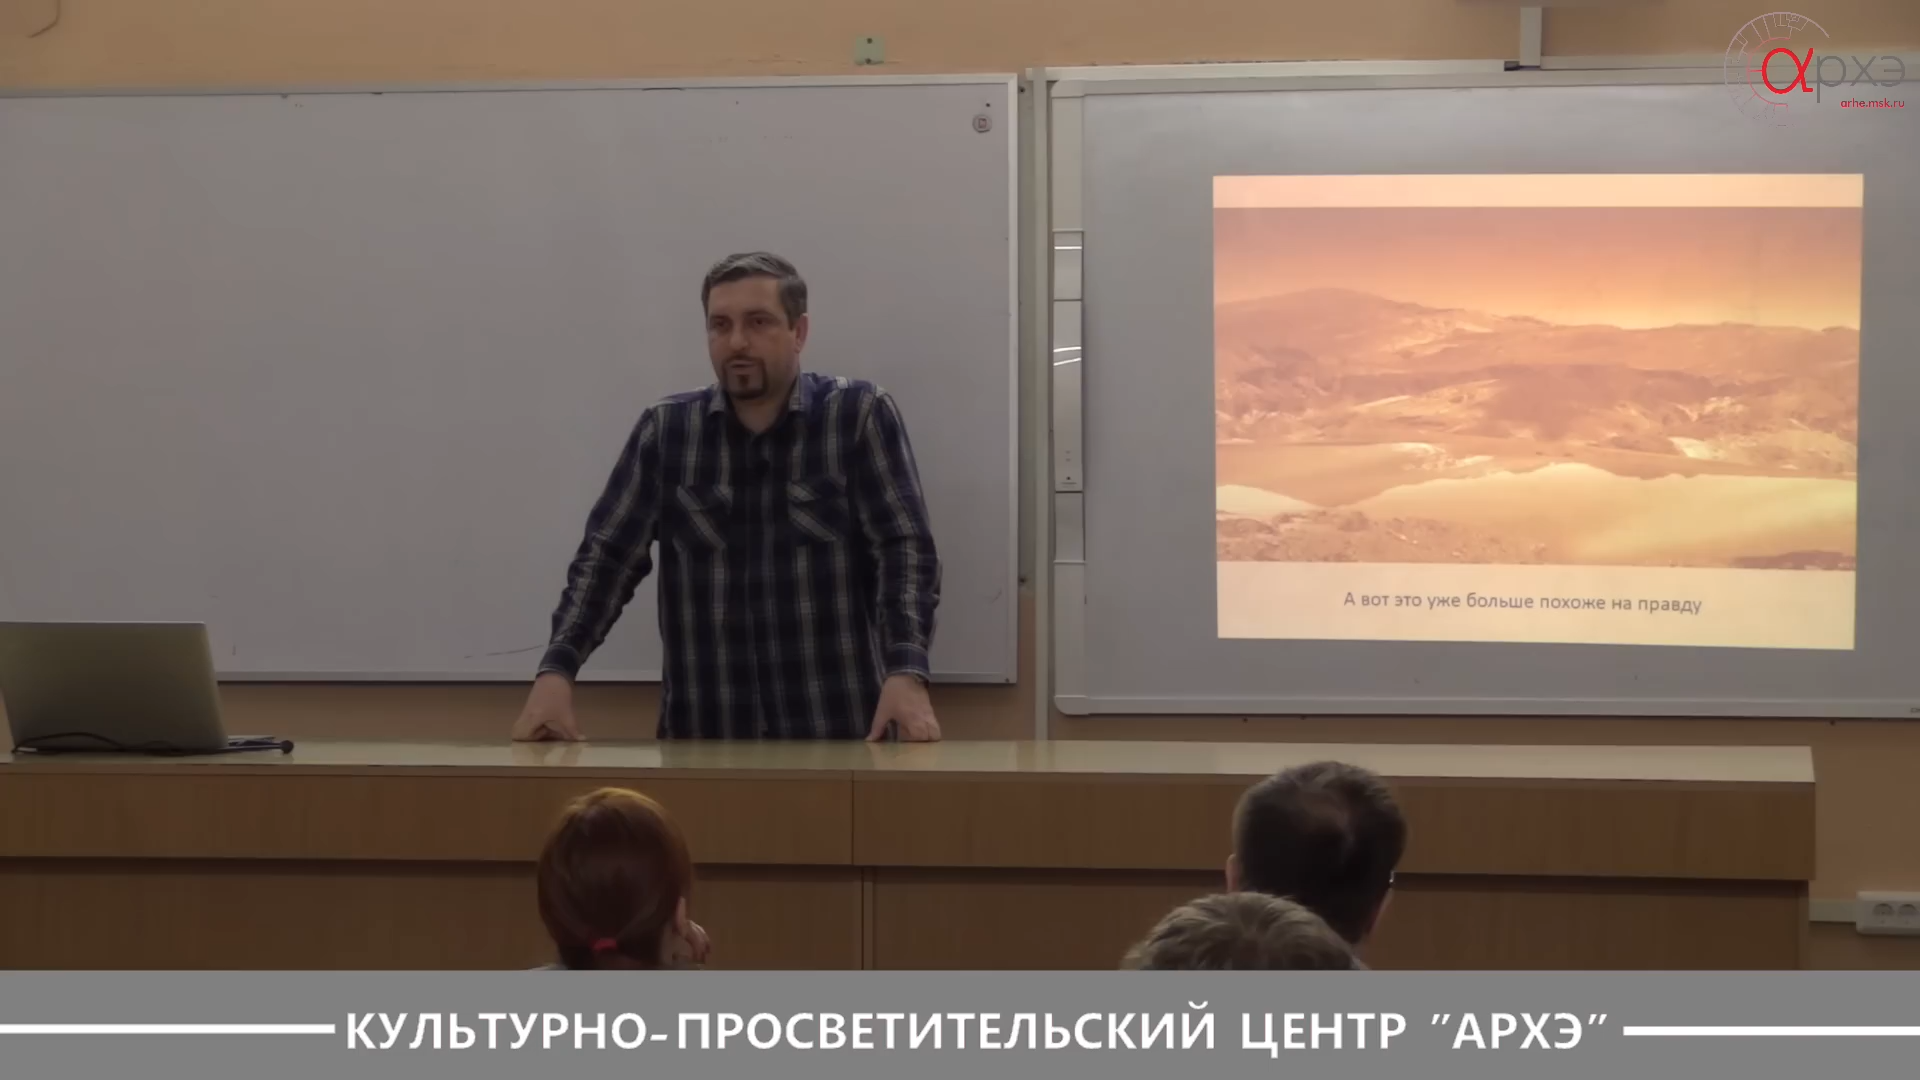 αрхэ
arhe.msk.ru
А вот это уже больше похоже на правду
КУЛЬТУРНО-ПРОСВЕТИТЕЛЬСКИЙ ЦЕНТР "АРХЭ"